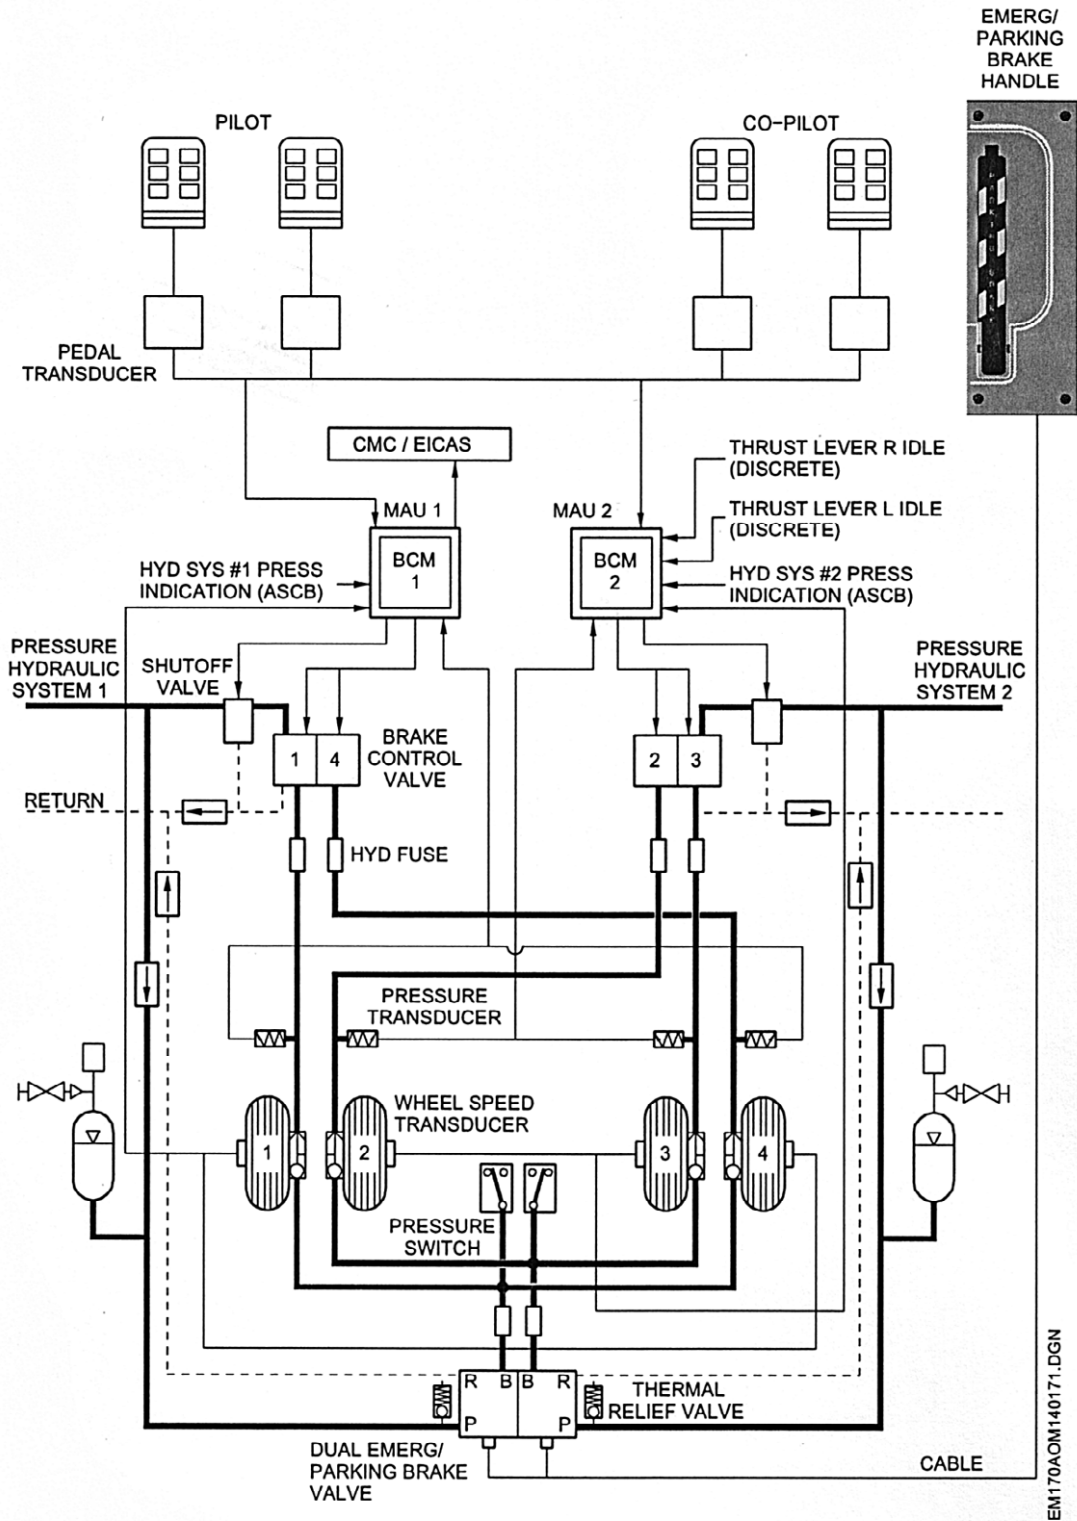 EMERG/
PARKING
BRAKE
HANDLE
PILOT
CO-PILOT
PEDAL
TRANSDUCER
CMC / EICAS
THRUST LEVER R IDLE
(DISCRETE)
MAU 1
MAU 2
THRUST LEVER L IDLE
(DISCRETE)
BCM
1
BCM
2
HYD SYS #1 PRESS
INDICATION (ASCB)
HYD SYS #2 PRESS
INDICATION (ASCB)
PRESSURE
HYDRAULIC
SYSTEM 1
SHUTOFF
VALVE
PRESSURE
HYDRAULIC
SYSTEM 2
1
4
BRAKE
CONTROL
VALVE
2
3
RETURN
HYD FUSE
PRESSURE
TRANSDUCER
WHEEL SPEED
TRANSDUCER
1
2
3
4
PRESSURE
SWITCH
R
B
B
R
P
P
THERMAL
RELIEF VALVE
DUAL EMERG/
PARKING BRAKE
VALVE
CABLE
EM170AOM140171.DGN